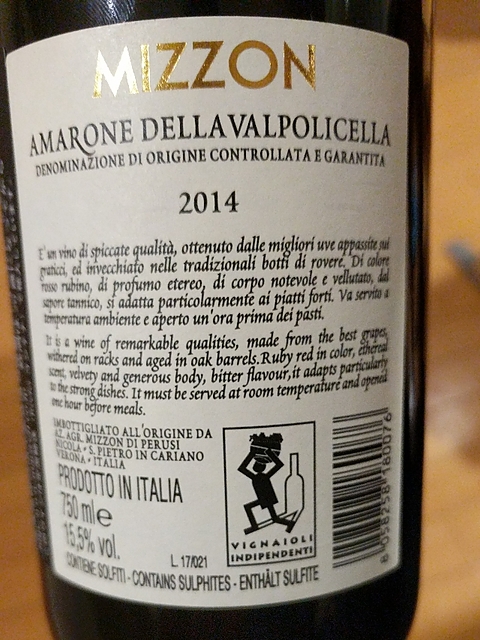 MIZZON
AMARONE DELLA VALPOLICELLA
DENOMINAZIONE DI ORIGINE CONTROLLATA E GARANTITA
2014
E' un vino di spiccate qualità, ottenuto dalle migliori uve appassite sui
graticci, ed invecchiato nelle tradizionali botti di rovere. Di colore
rosso rubino, di profumo etereo, di corpo notevole e vellutato, dal
sapore tannico, si adatta particolarmente ai piatti forti. Va servito a
temperatura ambiente e aperto un'ora prima dei pasti.
It is a wine of remarkable qualities, made from the best grapes,
withered on racks and aged in oak barrels.Ruby red in color, ethereal
scent, velvety and generous body, bitter flavour, it adapts particularly
to the strong dishes. It must be served at room temperature and opened
one hour before meals.
IMBOTTIGLIATO ALL'ORIGINE DA
AZ. AGR. MIZZON DI PERUSI
NICOLA - S. PIETRO IN CARIANO
VERONA - ITALIA
PRODOTTO IN ITALIA
750 ml e
15,5% vol.
L. 17/021
VIGNAIOLI
INDIPENDENTI
CONTIENE SOLFITI - CONTAINS SULPHITES - ENTHÄLT SULFITE
8 058258 180076